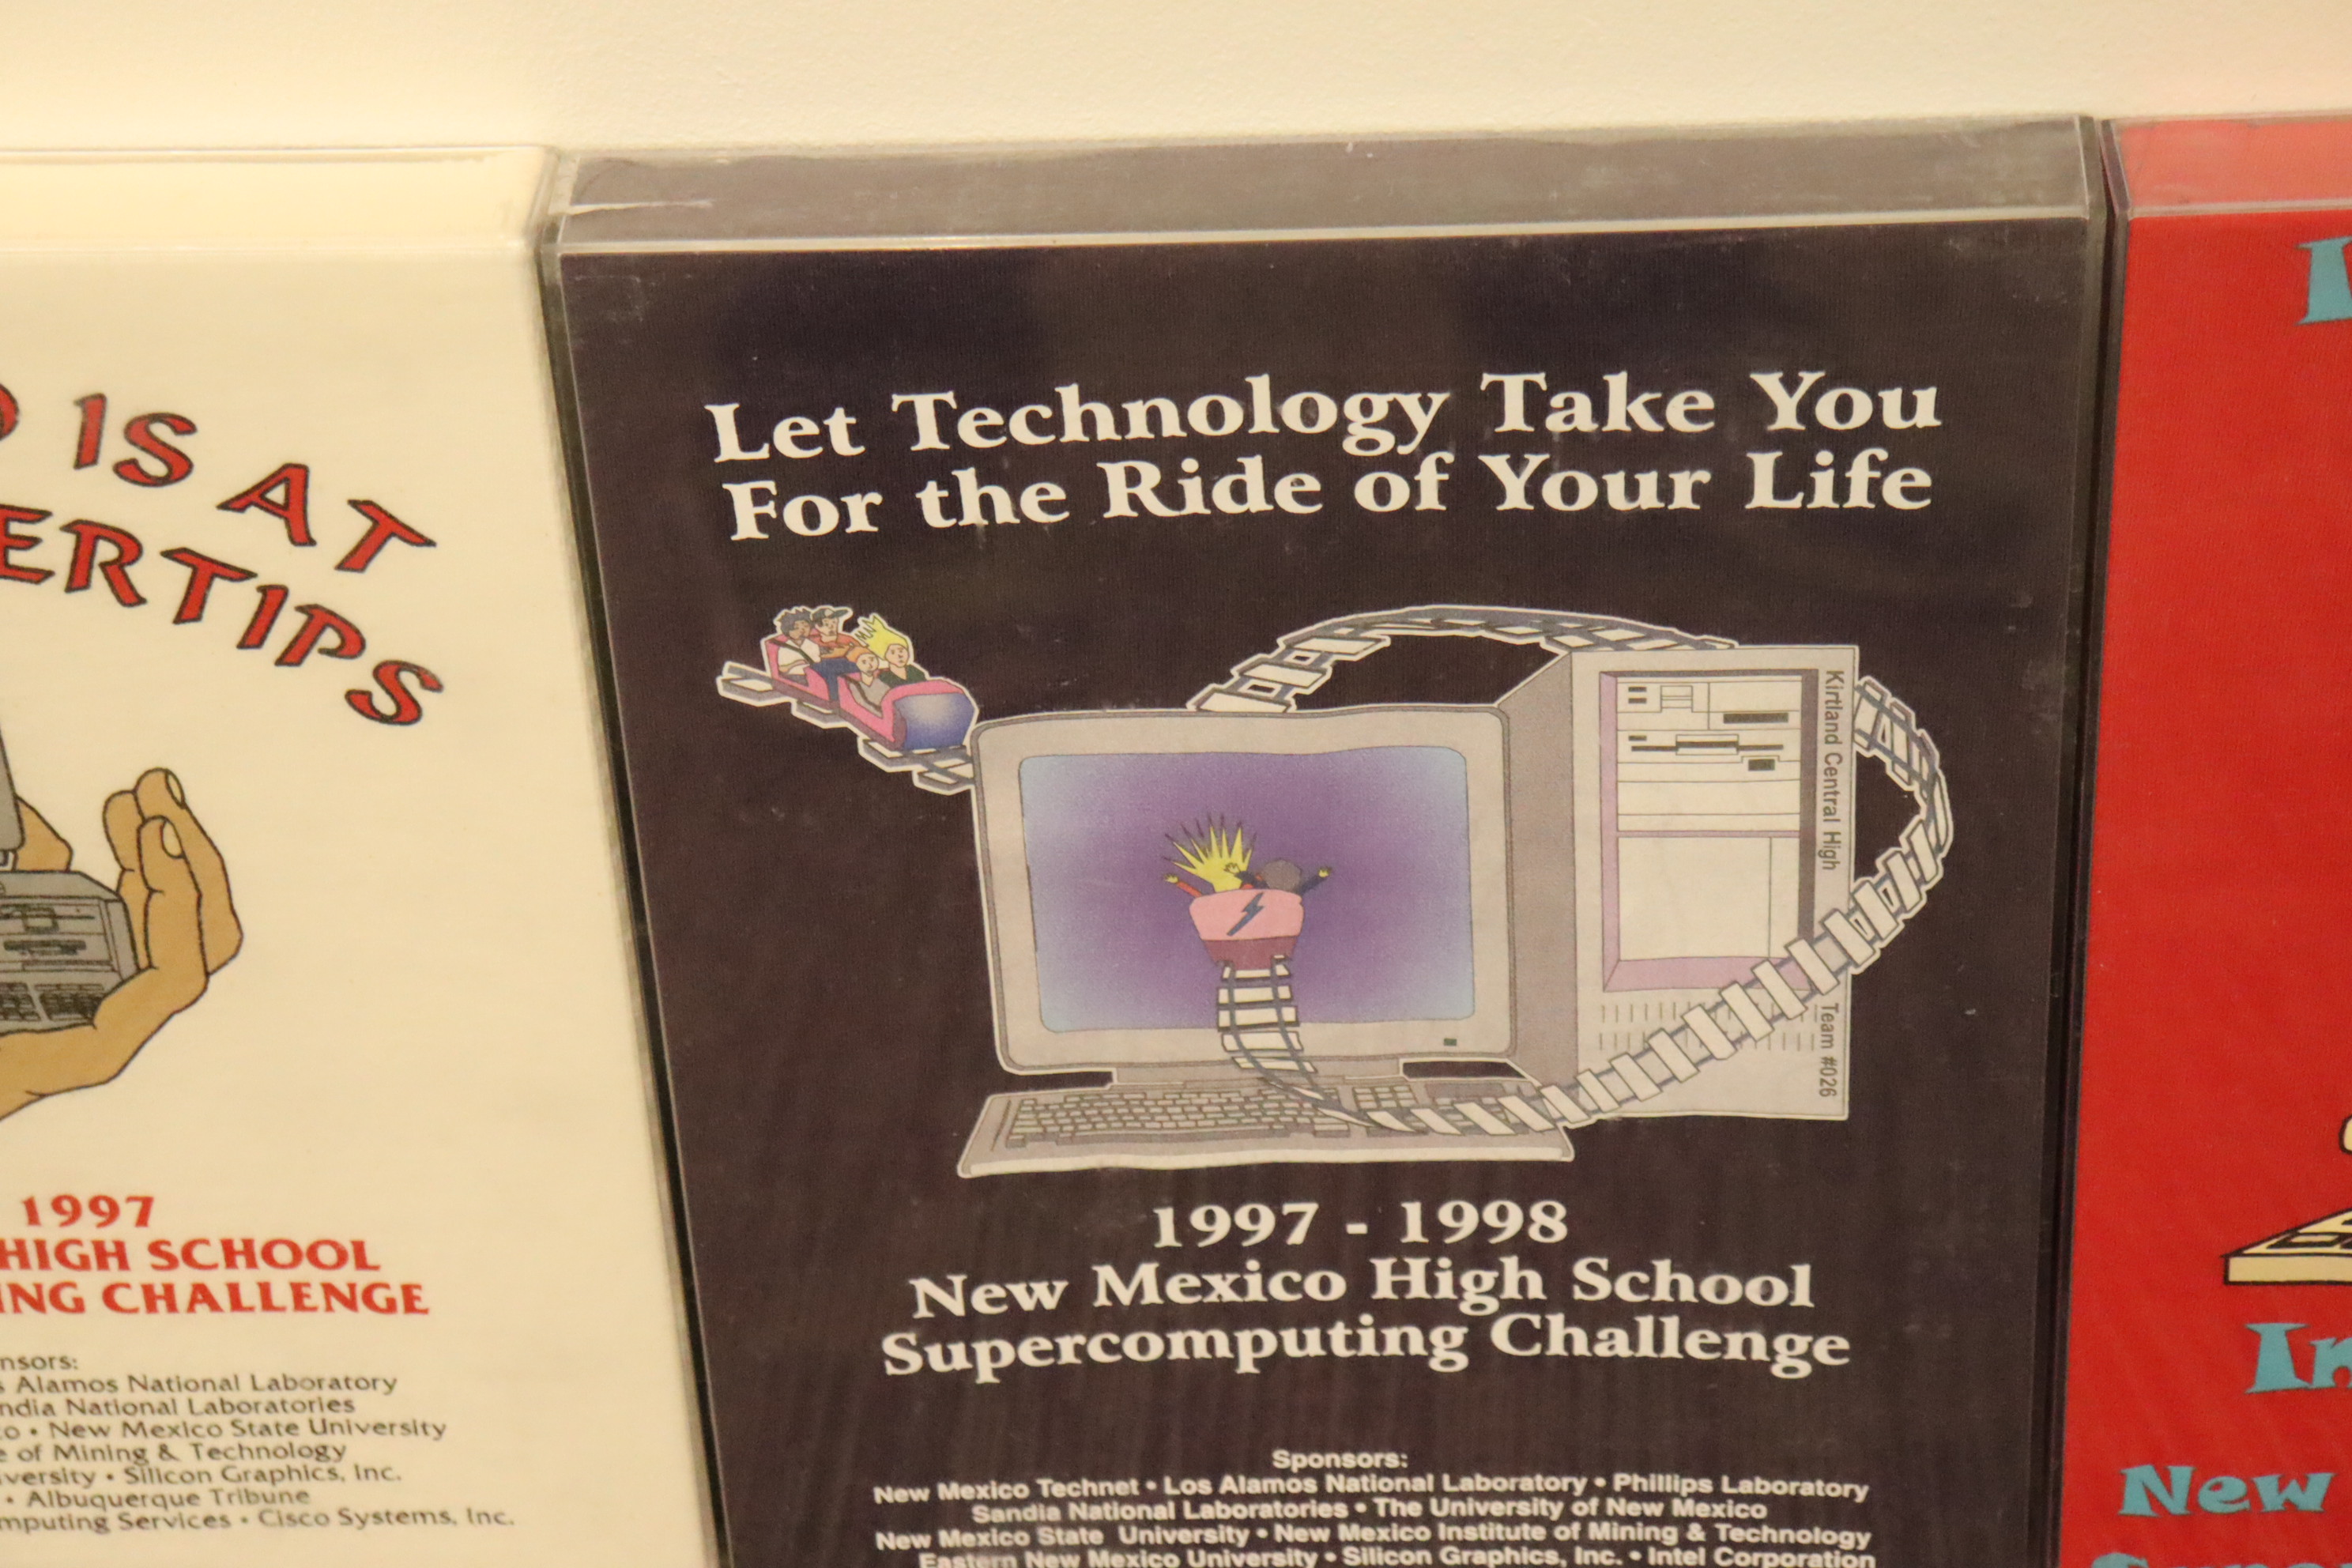 IS AT
ERTIPS
1997
HIGH SCHOOL
ING CHALLENGE
nsors:
s Alamos National Laboratory
ndia National Laboratories
co • New Mexico State University
e of Mining & Technology
iversity • Silicon Graphics, Inc.
• Albuquerque Tribune
mputing Services • Cisco Systems, Inc.
Let Technology Take You
For the Ride of Your Life
Kirtland Central High
Team #026
1997 - 1998
New Mexico High School
Supercomputing Challenge
Sponsors:
New Mexico Technet • Los Alamos National Laboratory • Phillips Laboratory
Sandia National Laboratories • The University of New Mexico
New Mexico State University • New Mexico Institute of Mining & Technology
Eastern New Mexico University • Silicon Graphics, Inc. • Intel Corporation
In
New